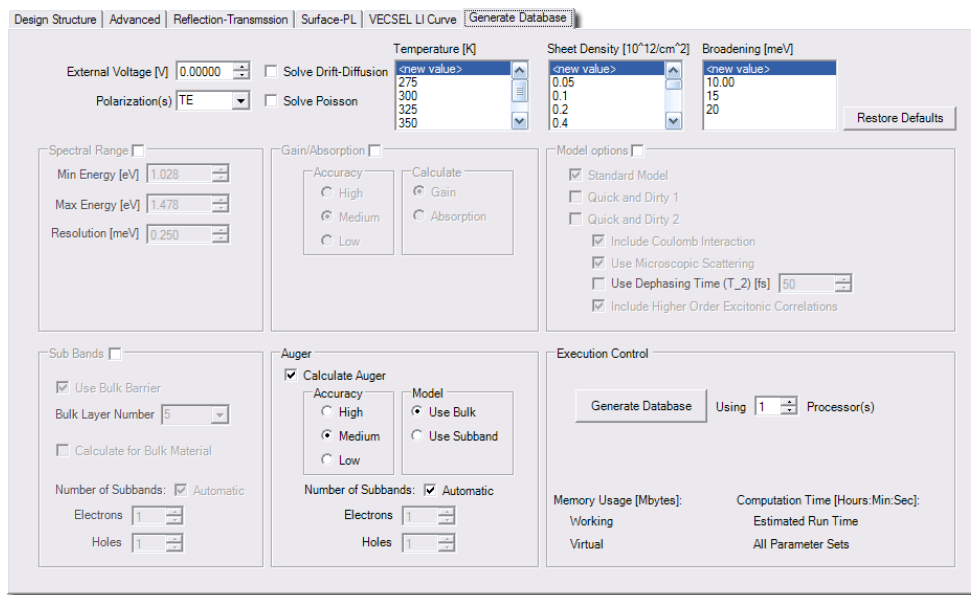 Design Structure Advanced Reflection-Transmssion Surface-PL VECSEL LI Curve Generate Database
Temperature [K] Sheet Density [10^12/cm^2] Broadening [meV]
External Voltage [V] 0.00000 Solve Drift-Diffusion <new value> <new value> <new value>
275 0.05 10.00
Polarization(s) TE Solve Poisson 300 0.1 15
325 0.2 20
350 0.4 Restore Defaults
Spectral Range Gain/Absorption Model options
Min Energy [eV] 1.028 Accuracy Calculate Standard Model
High Gain Quick and Dirty 1
Max Energy [eV] 1.478 Medium Absorption Quick and Dirty 2
Resolution [meV] 0.250 Low Include Coulomb Interaction
Use Microscopic Scattering
Use Dephasing Time (T_2) [fs] 50
Include Higher Order Excitonic Correlations
Sub Bands Auger Execution Control
Use Bulk Barrier Calculate Auger
Accuracy Model
Bulk Layer Number 5 High Use Bulk Generate Database Using 1 Processor(s)
Medium Use Subband
Calculate for Bulk Material Low
Number of Subbands: Automatic Number of Subbands: Automatic Memory Usage [Mbytes]: Computation Time [Hours:Min:Sec]:
Electrons 1 Electrons 1 Working Estimated Run Time
Holes 1 Holes 1 Virtual All Parameter Sets